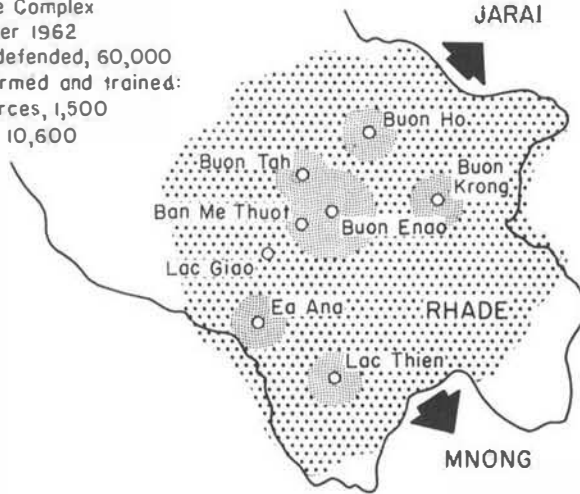 e Complex
er 1962
defended, 60,000
rmed and trained:
rces, 1,500
10,600
JARAI
Buon Ho
Buon Tah
Buon
Krong
Ban Me Thuot
Buon Enao
Lac Giao
Ea Ana
RHADE
Lac Thien
MNONG